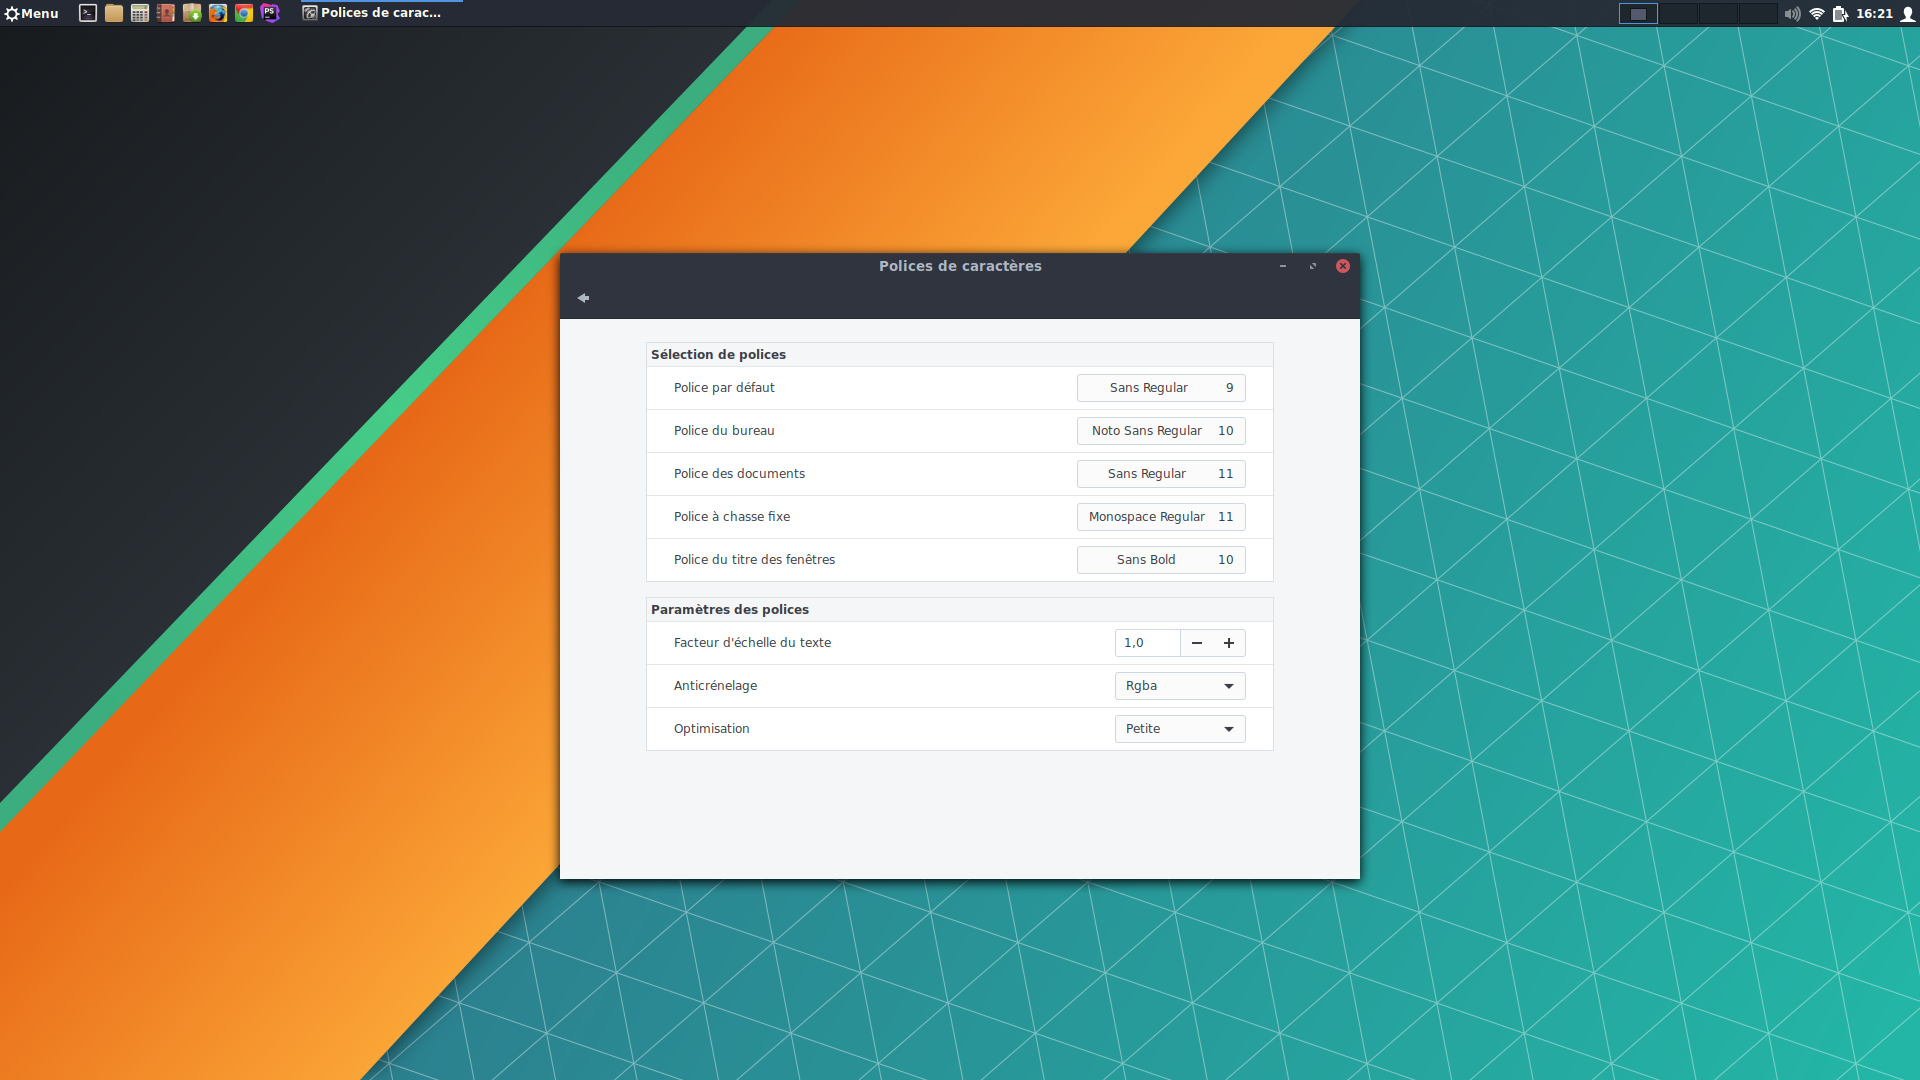 Menu
PS
Polices de carac...
16:21
Polices de caractères
Sélection de polices
Police par défaut Sans Regular 9
Police du bureau Noto Sans Regular 10
Police des documents Sans Regular 11
Police à chasse fixe Monospace Regular 11
Police du titre des fenêtres Sans Bold 10
Paramètres des polices
Facteur d'échelle du texte 1,0 − +
Anticrénelage Rgba
Optimisation Petite